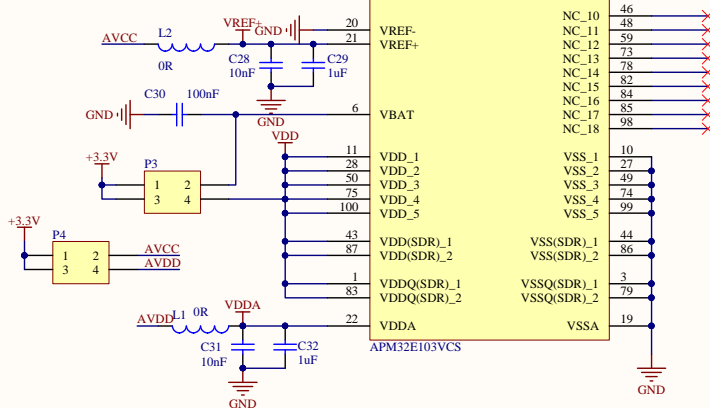 20 VREF- NC_10 46
21 VREF+ NC_11 48
NC_12 59
NC_13 73
NC_14 78
NC_15 82
NC_16 84
NC_17 85
NC_18 98
AVCC L2 0R VREF+ GND
C28 10nF C29 1uF
GND
GND C30 100nF 6 VBAT
VDD
+3.3V P3
1 2
3 4
11 VDD_1 VSS_1 10
28 VDD_2 VSS_2 27
50 VDD_3 VSS_3 49
75 VDD_4 VSS_4 74
100 VDD_5 VSS_5 99
+3.3V P4
1 2 AVCC
3 4 AVDD
43 VDD(SDR)_1 VSS(SDR)_1 44
87 VDD(SDR)_2 VSS(SDR)_2 86
1 VDDQ(SDR)_1 VSSQ(SDR)_1 3
83 VDDQ(SDR)_2 VSSQ(SDR)_2 79
AVDD L1 0R VDDA 22 VDDA VSSA 19
C31 10nF C32 1uF
GND
APM32E103VCS
GND